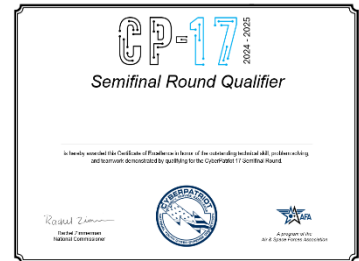 CP-17
2024 - 2025
Semifinal Round Qualifier
is hereby awarded this Certificate of Excellence in honor of the outstanding technical skill, problem solving,
and teamwork demonstrated by qualifying for the CyberPatriot 17 Semifinal Round.
Rachel Zimmerman
National Commissioner
CYBERPATRIOT
AFA
A program of the
Air & Space Forces Association